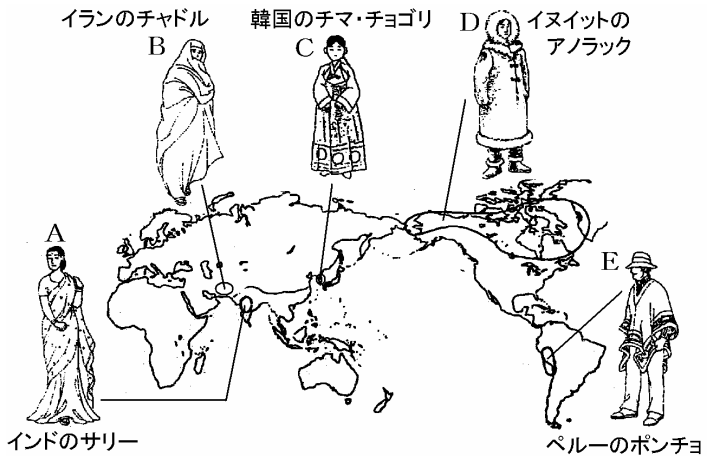 イランのチャドル
B
韓国のチマ・チョゴリ
C
D
イヌイットの
アノラック
A
インドのサリー
E
ペルーのポンチョ